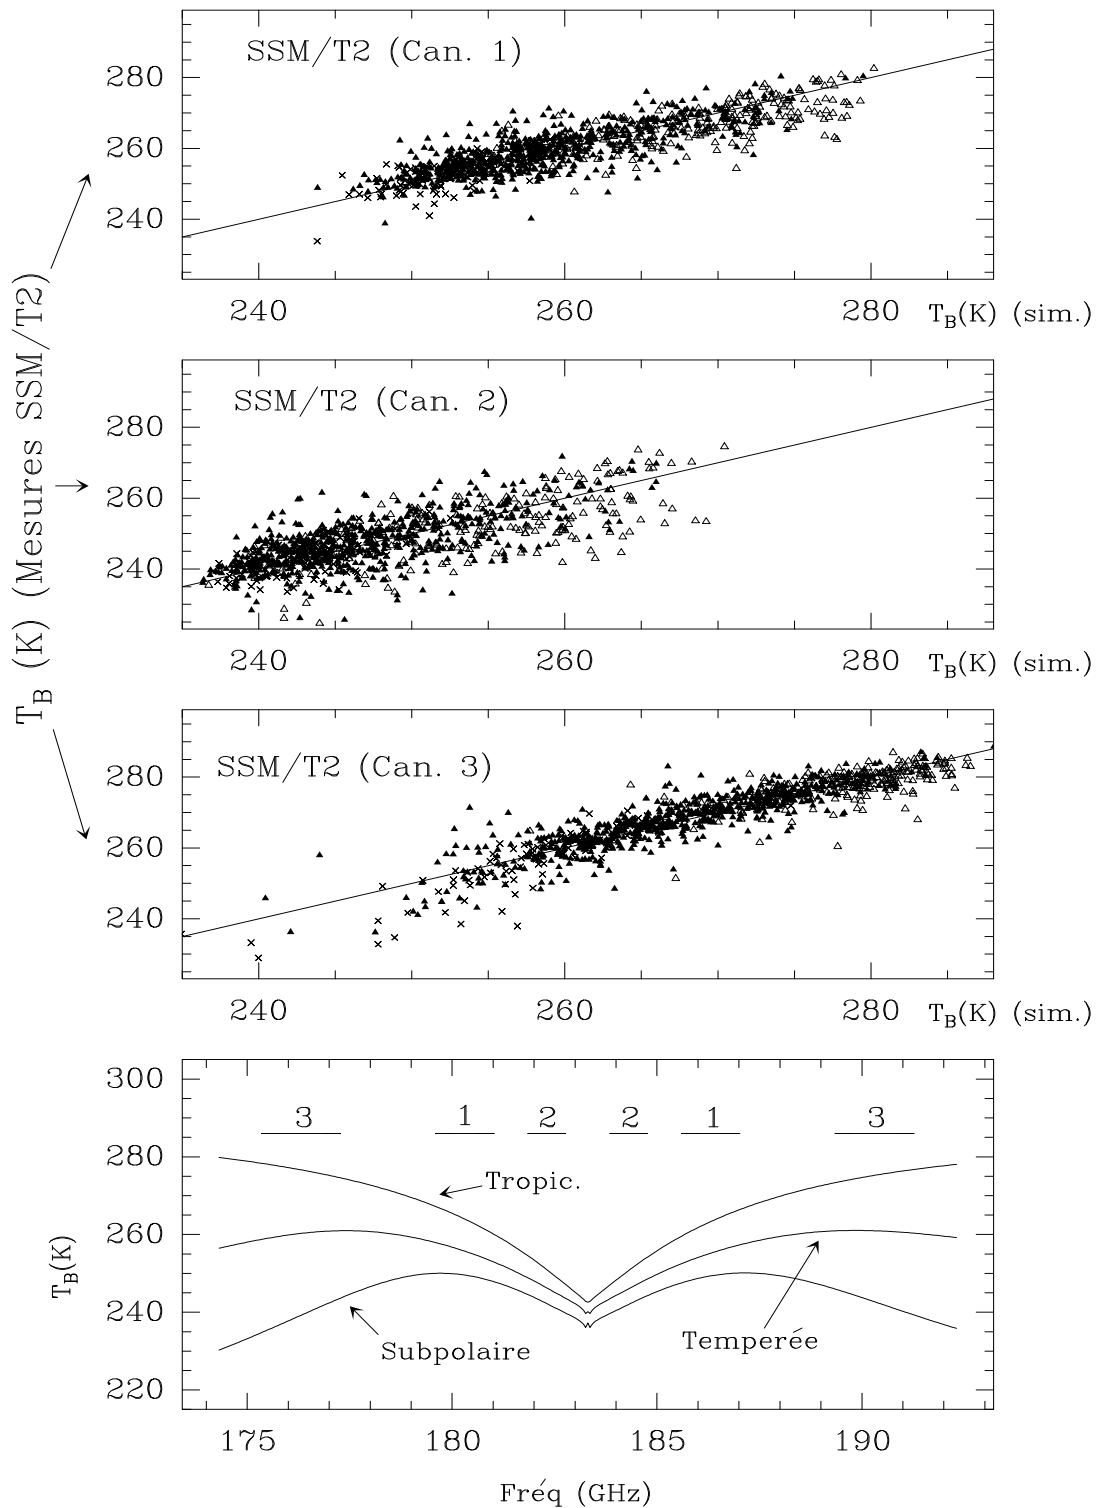 SSM/T2 (Can. 1)
280
260
240
240 260 280 T_B(K) (sim.)
T_B (K) (Mesures SSM/T2)
SSM/T2 (Can. 2)
280
260
240
240 260 280 T_B(K) (sim.)
SSM/T2 (Can. 3)
280
260
240
240 260 280 T_B(K) (sim.)
300
3 1 2 2 1 3
280
Tropic.
260
T_B(K)
240
Temperée
Subpolaire
220
175 180 185 190
Fréq (GHz)